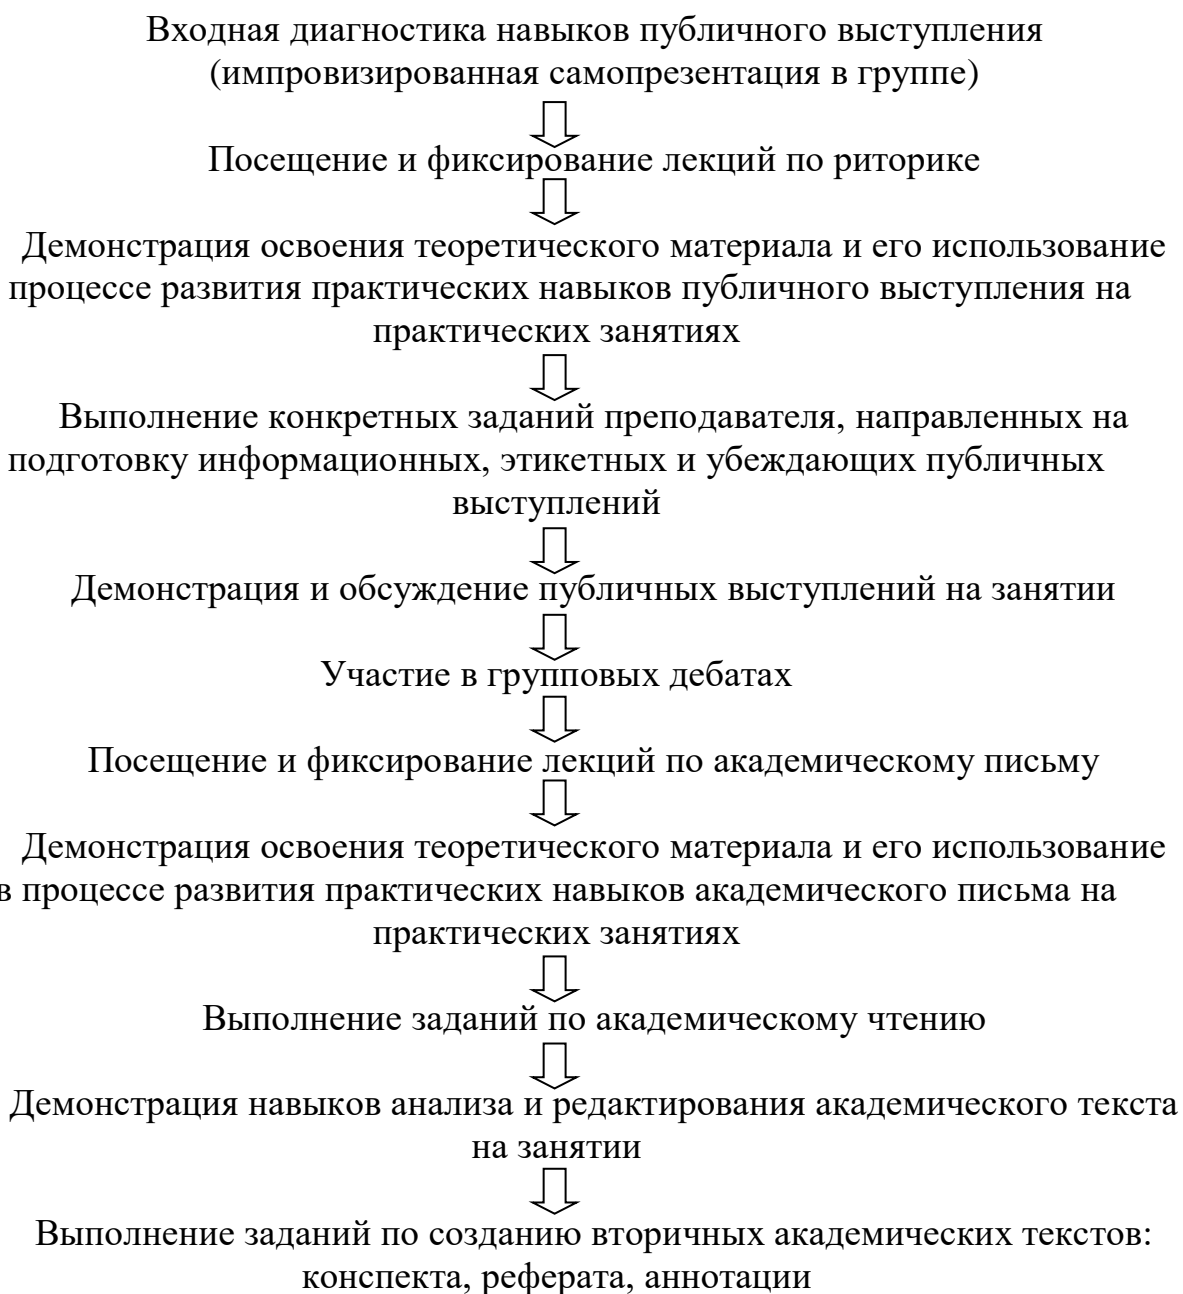 Входная диагностика навыков публичного выступления
(импровизированная самопрезентация в группе)
Посещение и фиксирование лекций по риторике
Демонстрация освоения теоретического материала и его использование
процессе развития практических навыков публичного выступления на
практических занятиях
Выполнение конкретных заданий преподавателя, направленных на
подготовку информационных, этикетных и убеждающих публичных
выступлений
Демонстрация и обсуждение публичных выступлений на занятии
Участие в групповых дебатах
Посещение и фиксирование лекций по академическому письму
Демонстрация освоения теоретического материала и его использование
в процессе развития практических навыков академического письма на
практических занятиях
Выполнение заданий по академическому чтению
Демонстрация навыков анализа и редактирования академического текста
на занятии
Выполнение заданий по созданию вторичных академических текстов:
конспекта, реферата, аннотации